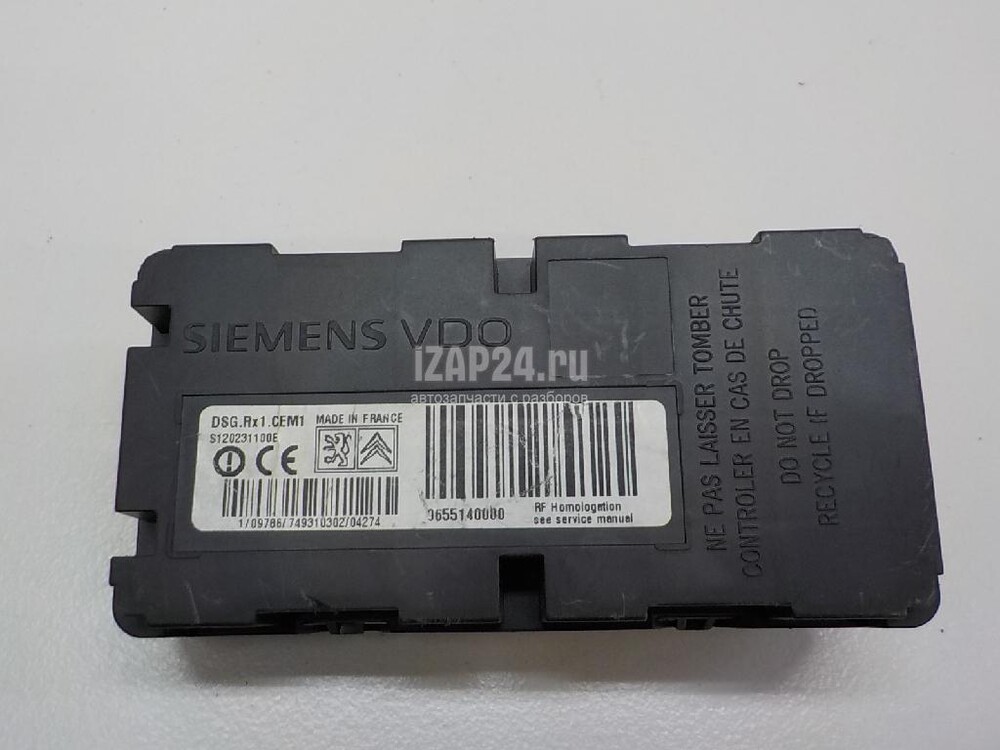 SIEMENS VDO
IZAP24.ru
автозапчасти с разборов
DSG.Rx1.CEM1 MADE IN FRANCE
S120231100E
CE
1/09786/749310302/04274
9655140080
RF Homologation
see service manual
NE PAS LAISSER TOMBER
CONTROLER EN CAS DE CHUTE
DO NOT DROP
RECYCLE IF DROPPED